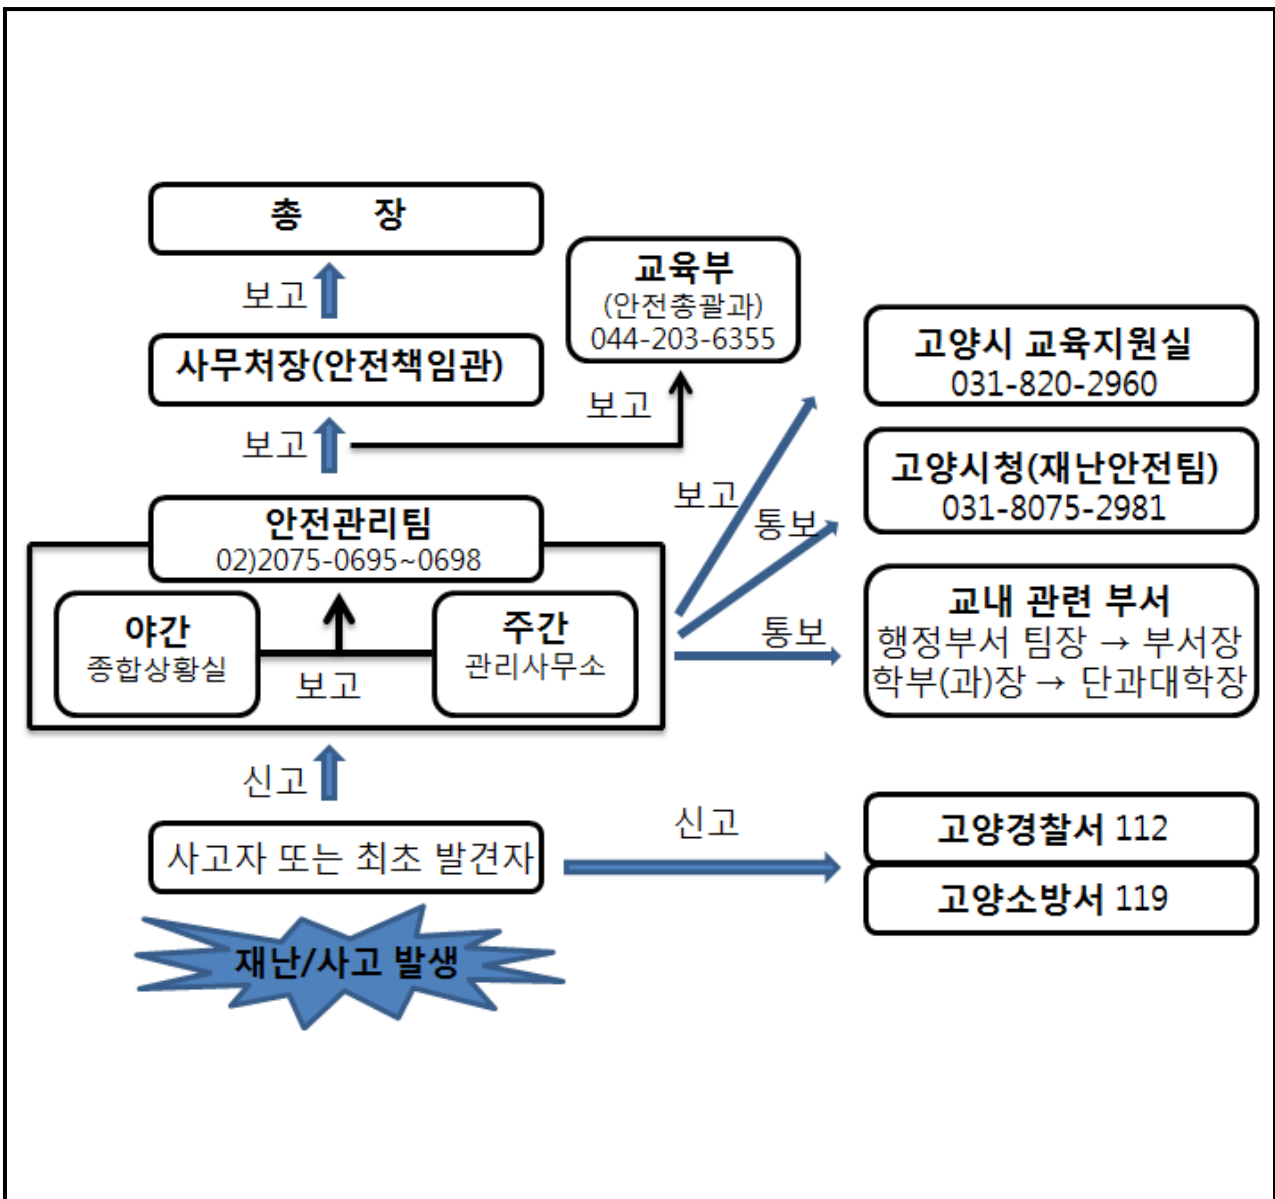 총 장
보고
교육부
(안전총괄과)
044-203-6355
사무처장(안전책임관)
고양시 교육지원실
031-820-2960
보고
보고
고양시청(재난안전팀)
031-8075-2981
보고
통보
안전관리팀
02)2075-0695~0698
야간
종합상황실
주간
관리사무소
보고
통보
교내 관련 부서
행정부서 팀장 → 부서장
학부(과)장 → 단과대학장
신고
사고자 또는 최초 발견자
신고
고양경찰서 112
고양소방서 119
재난/사고 발생